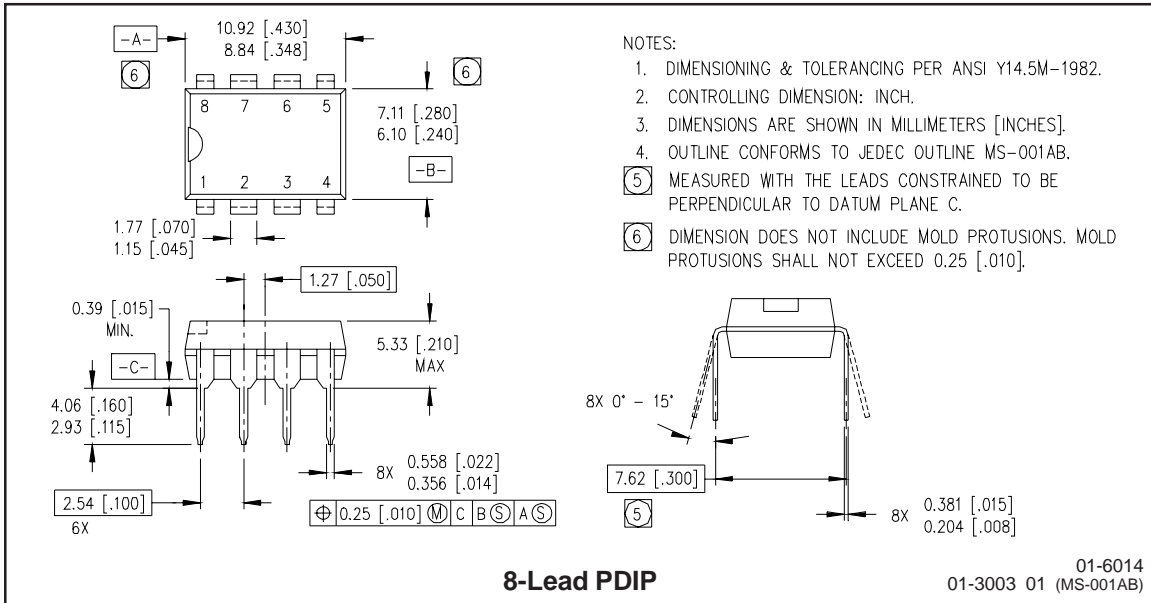 -A-
10.92 [.430]
8.84 [.348]
6
6
8 7 6 5
7.11 [.280]
6.10 [.240]
-B-
1 2 3 4
1.77 [.070]
1.15 [.045]
1.27 [.050]
0.39 [.015]
MIN.
-C-
5.33 [.210]
MAX
4.06 [.160]
2.93 [.115]
8X 0.558 [.022]
0.356 [.014]
2.54 [.100]
6X
⌖ 0.25 [.010] Ⓜ C B Ⓢ A Ⓢ
NOTES:
1. DIMENSIONING & TOLERANCING PER ANSI Y14.5M-1982.
2. CONTROLLING DIMENSION: INCH.
3. DIMENSIONS ARE SHOWN IN MILLIMETERS [INCHES].
4. OUTLINE CONFORMS TO JEDEC OUTLINE MS-001AB.
5 MEASURED WITH THE LEADS CONSTRAINED TO BE
PERPENDICULAR TO DATUM PLANE C.
6 DIMENSION DOES NOT INCLUDE MOLD PROTUSIONS. MOLD
PROTUSIONS SHALL NOT EXCEED 0.25 [.010].
8X 0° - 15°
7.62 [.300]
5
8X 0.381 [.015]
0.204 [.008]
8-Lead PDIP
01-6014
01-3003 01 (MS-001AB)